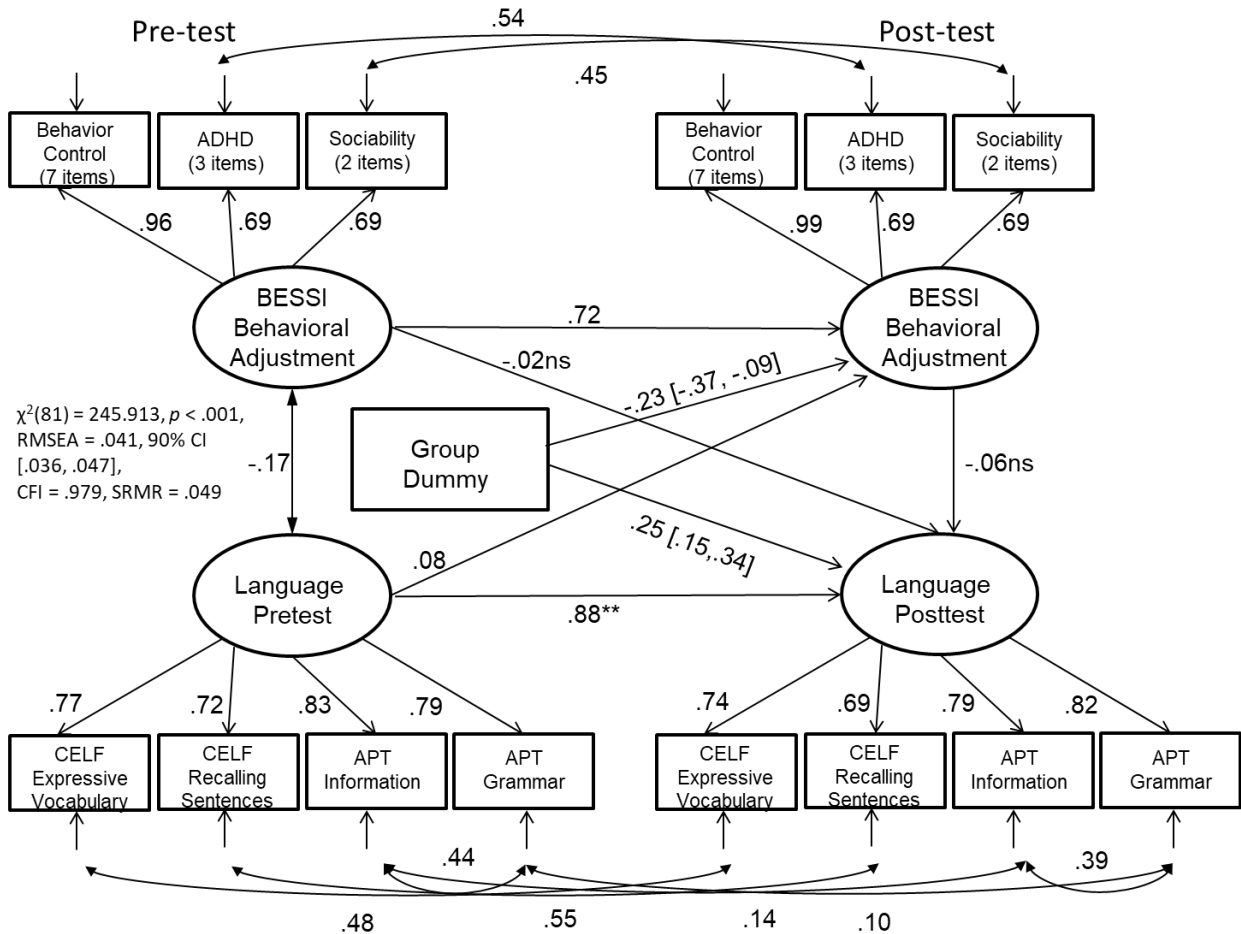 Pre-test
.54
Post-test
.45
Behavior
Control
(7 items)
ADHD
(3 items)
Sociability
(2 items)
Behavior
Control
(7 items)
ADHD
(3 items)
Sociability
(2 items)
.96
.69
.69
.99
.69
.69
BESSI
Behavioral
Adjustment
BESSI
Behavioral
Adjustment
.72
-.02ns
-.23 [-.37, -.09]
χ²(81) = 245.913, p < .001,
RMSEA = .041, 90% CI
[.036, .047],
CFI = .979, SRMR = .049
-.17
Group
Dummy
-.06ns
.25 [.15,.34]
.08
Language
Pretest
.88**
Language
Posttest
.77
.72
.83
.79
.74
.69
.79
.82
CELF
Expressive
Vocabulary
CELF
Recalling
Sentences
APT
Information
APT
Grammar
CELF
Expressive
Vocabulary
CELF
Recalling
Sentences
APT
Information
APT
Grammar
.44
.39
.48
.55
.14
.10